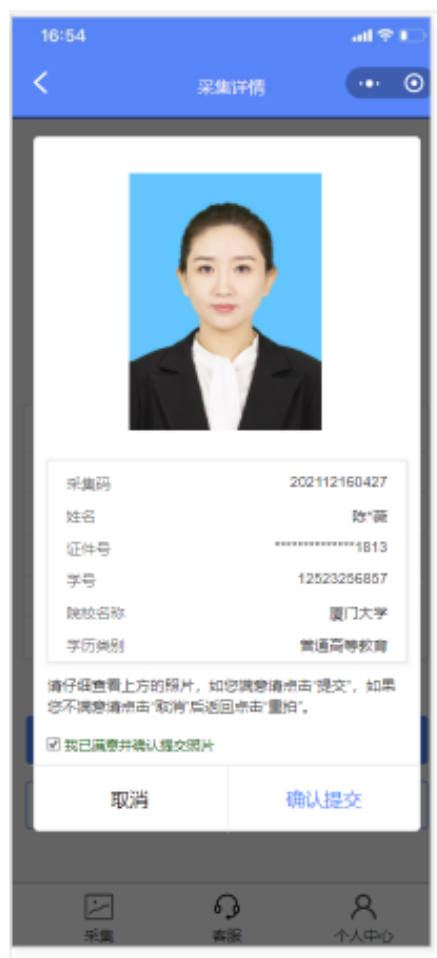 16:54
采集详情
采集码 202112160427
姓名 陈*薇
证件号 **************1813
学号 12523256857
院校名称 厦门大学
学历类别 普通高等教育
请仔细查看上方的照片，如您满意请点击“提交”，如果
您不满意请点击“取消”后返回点击“重拍”。
我已满意并确认提交照片
取消 确认提交
采集 客服 个人中心